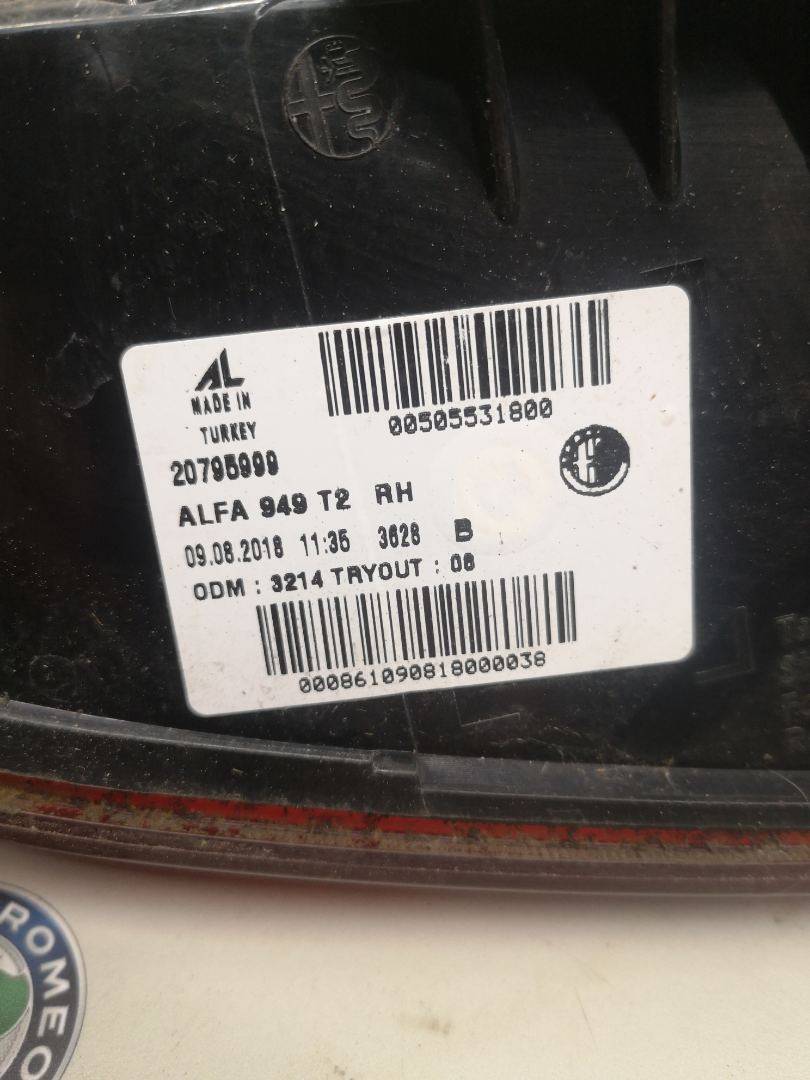 AL
MADE IN
TURKEY
00505531800
20795999
ALFA 949 T2 RH
09.08.2018 11:35 3628 B
ODM : 3214 TRYOUT : 08
000861090818000038
ROMEO